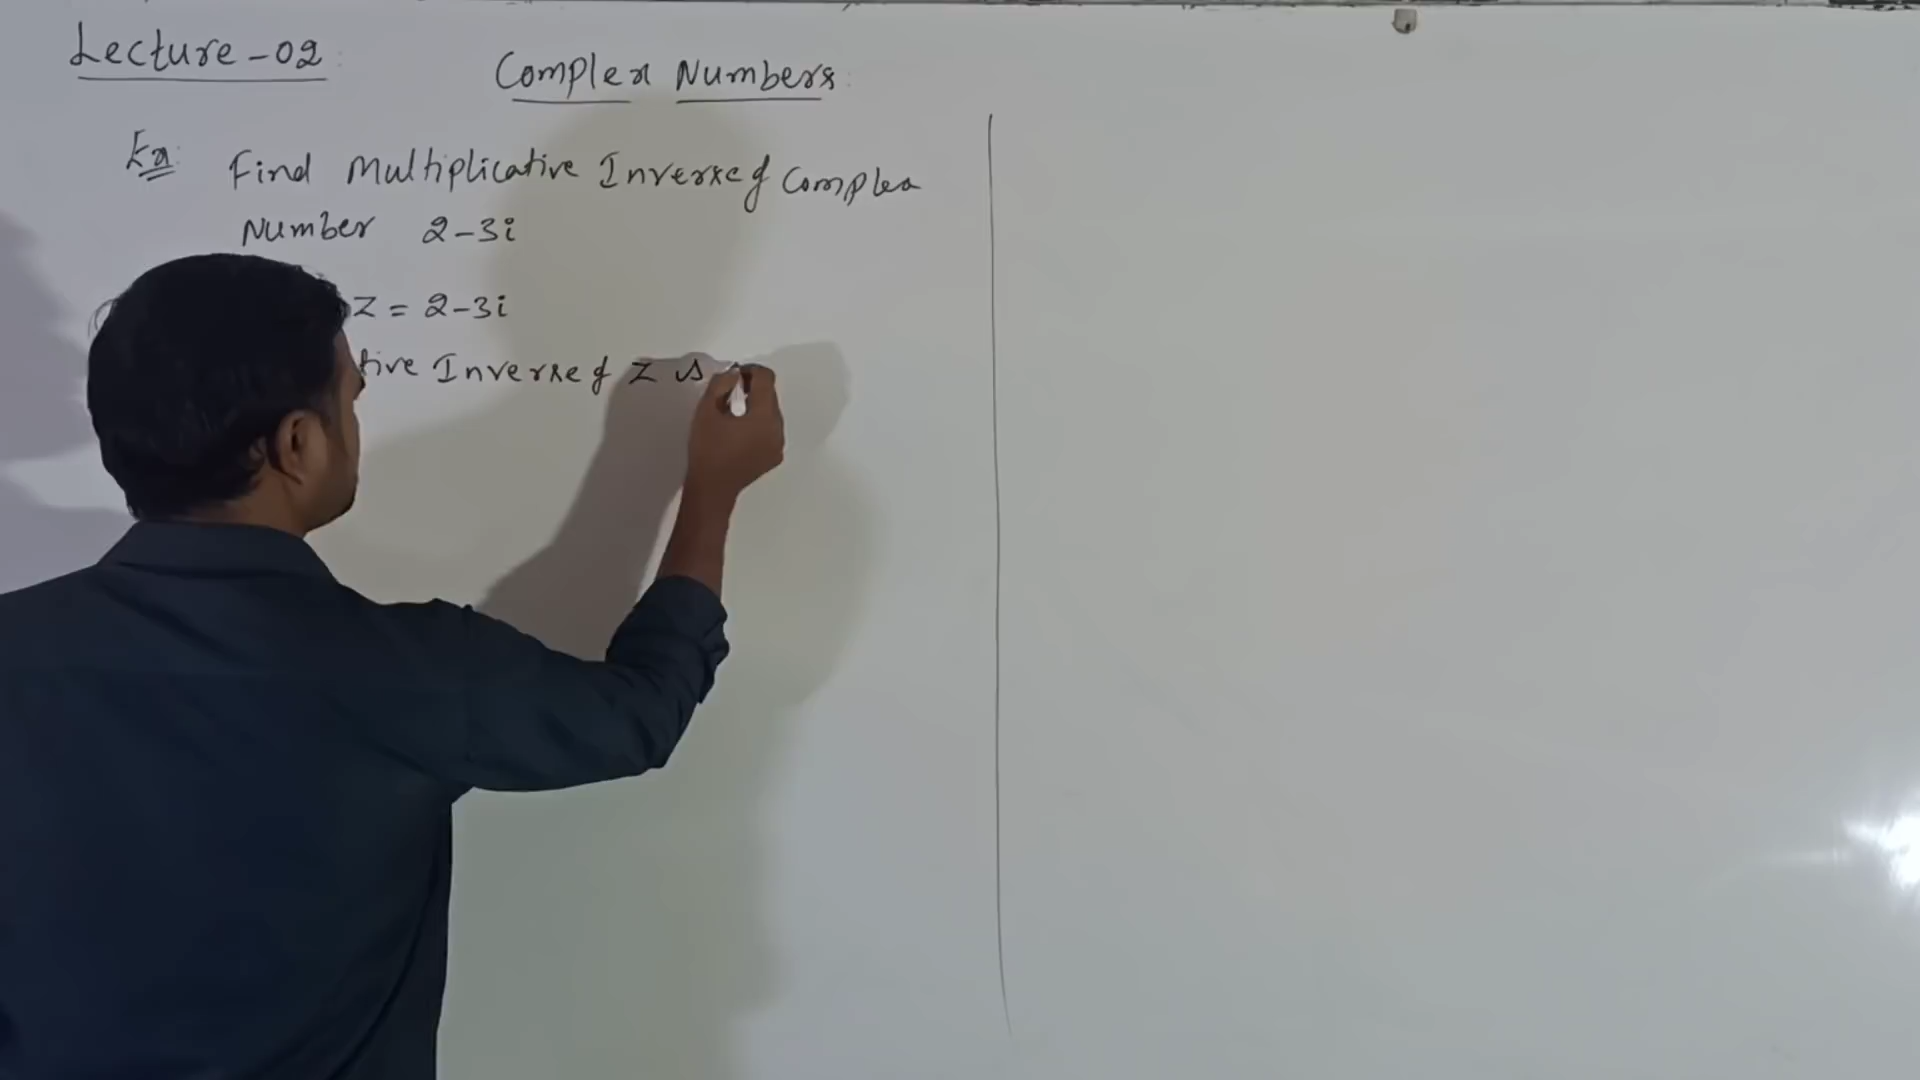 Lecture-02
Complex Numbers
Ex: Find Multiplicative Inverse of Complex
Number 2-3i
Z = 2-3i
tive Inverse of Z is